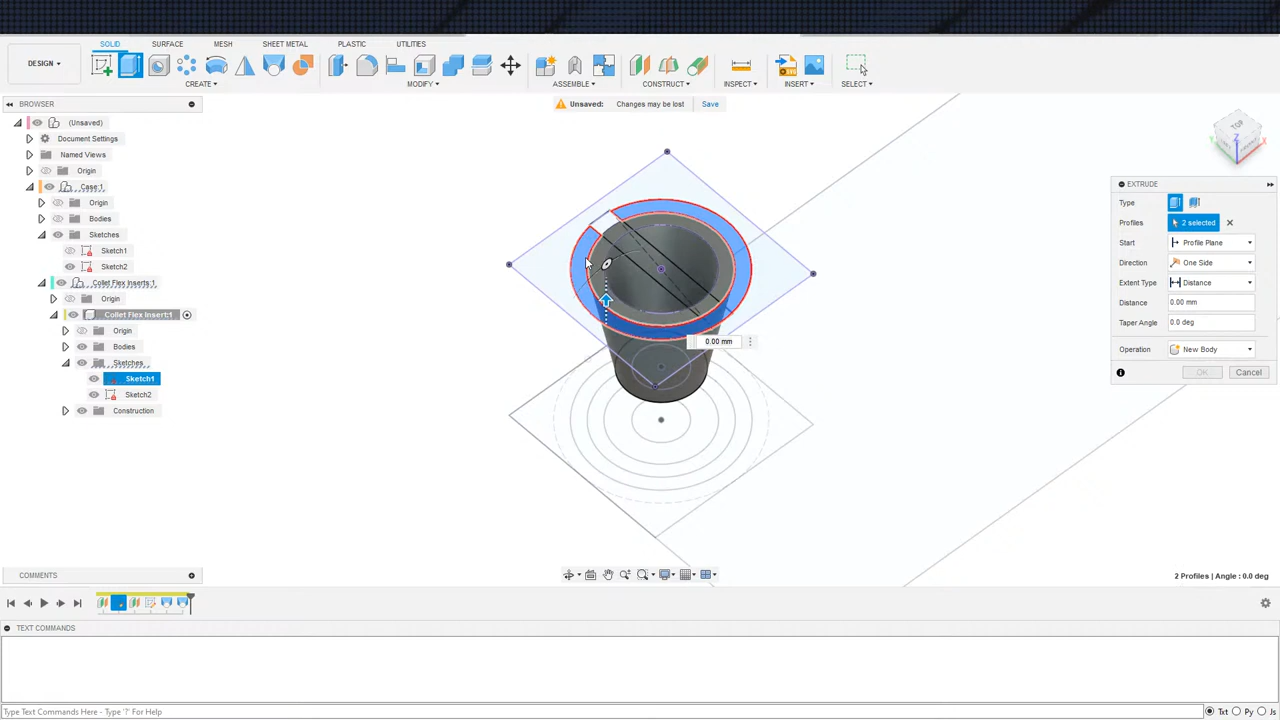 SOLID SURFACE MESH SHEET METAL PLASTIC UTILITIES
DESIGN
CREATE MODIFY ASSEMBLE CONSTRUCT INSPECT INSERT SELECT
BROWSER
Unsaved: Changes may be lost Save
(Unsaved)
Document Settings
Named Views
Origin
Case:1
Origin
Bodies
Sketches
Sketch1
Sketch2
Collet Flex Inserts:1
Origin
Collet Flex Insert:1
Origin
Bodies
Sketches
Sketch1
Sketch2
Construction
TOP
Z
X
EXTRUDE
Type
Profiles 2 selected
Start Profile Plane
Direction One Side
Extent Type Distance
Distance 0.00 mm
Taper Angle 0.0 deg
Operation New Body
OK Cancel
0.00 mm
COMMENTS
2 Profiles | Angle : 0.0 deg
TEXT COMMANDS
Type Text Commands Here - Type '?' For Help
Txt Py Js